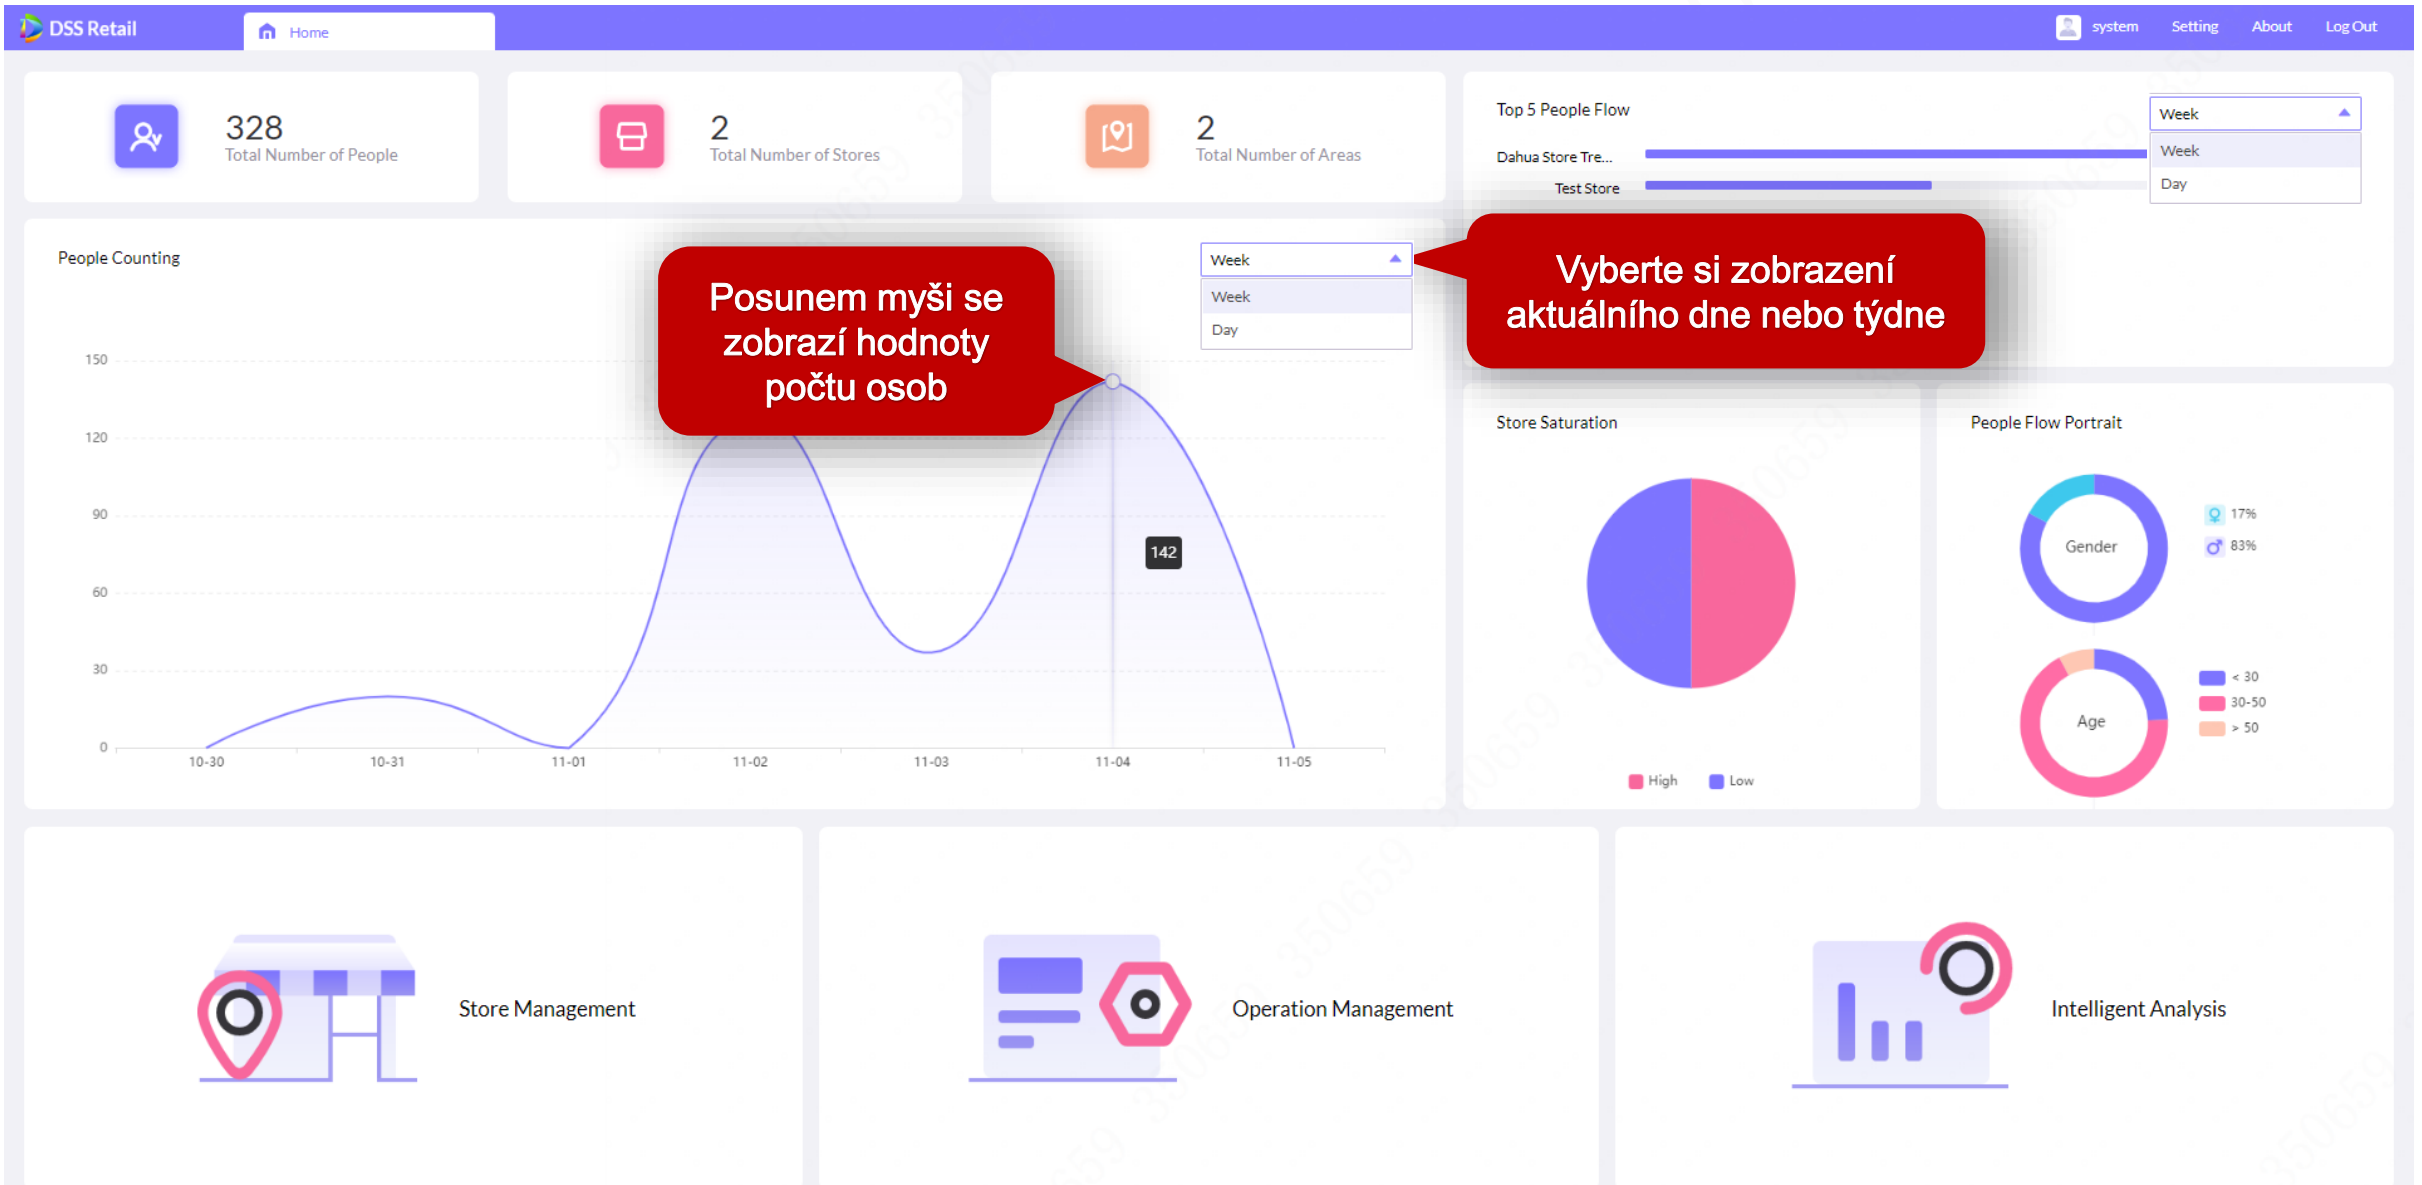 DSS Retail
Home
system
Setting
About
Log Out
328
Total Number of People
2
Total Number of Stores
2
Total Number of Areas
Top 5 People Flow
Week
Week
Day
Dahua Store Tre...
Test Store
People Counting
Week
Week
Day
Posunem myši se
zobrazí hodnoty
počtu osob
Vyberte si zobrazení
aktuálního dne nebo týdne
150
120
90
60
30
0
142
10-30
10-31
11-01
11-02
11-03
11-04
11-05
Store Saturation
High
Low
People Flow Portrait
Gender
17%
83%
Age
< 30
30-50
> 50
Store Management
Operation Management
Intelligent Analysis
350659
350659
350659